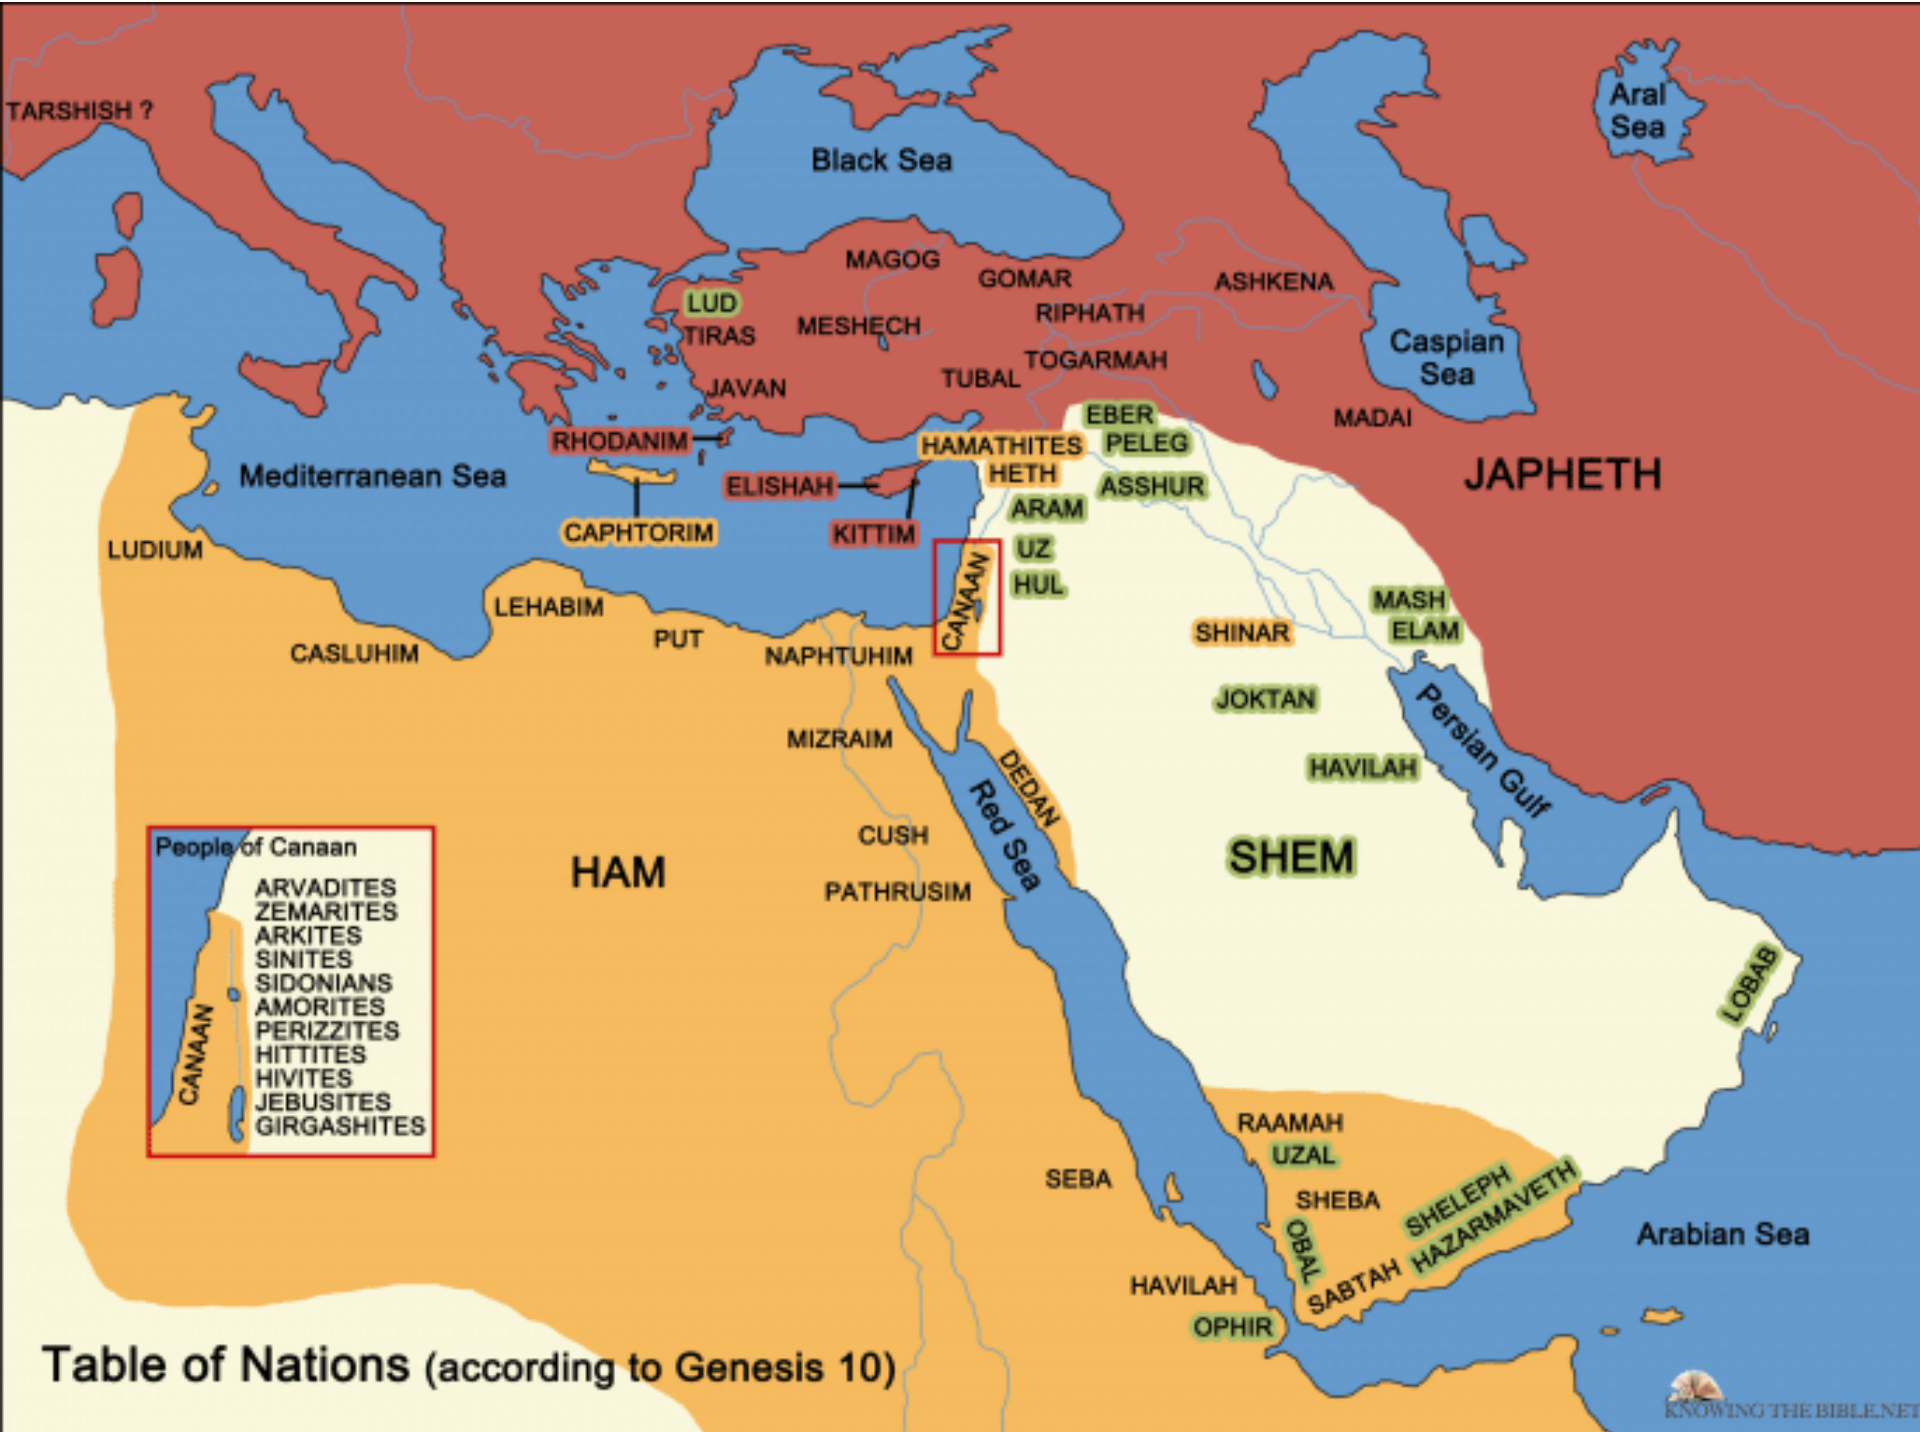 TARSHISH ?
Black Sea
Aral
Sea
MAGOG
GOMAR
ASHKENA
LUD
TIRAS
MESHECH
RIPHATH
Caspian
Sea
TOGARMAH
TUBAL
JAVAN
MADAI
EBER
PELEG
RHODANIM
HAMATHITES
HETH
JAPHETH
Mediterranean Sea
ELISHAH
ASSHUR
ARAM
CAPHTORIM
KITTIM
LUDIUM
UZ
HUL
CANAAN
LEHABIM
MASH
ELAM
SHINAR
PUT
CASLUHIM
NAPHTUHIM
JOKTAN
Persian Gulf
MIZRAIM
DEDAN
HAVILAH
Red Sea
CUSH
HAM
SHEM
PATHRUSIM
People of Canaan
ARVADITES
ZEMARITES
ARKITES
SINITES
SIDONIANS
AMORITES
PERIZZITES
HITTITES
HIVITES
JEBUSITES
GIRGASHITES
CANAAN
LOBAB
RAAMAH
UZAL
SEBA
SHEBA
SHELEPH
HAZARMAVETH
OBAL
SABTAH
Arabian Sea
HAVILAH
OPHIR
Table of Nations (according to Genesis 10)
KNOWING THE BIBLE.NET